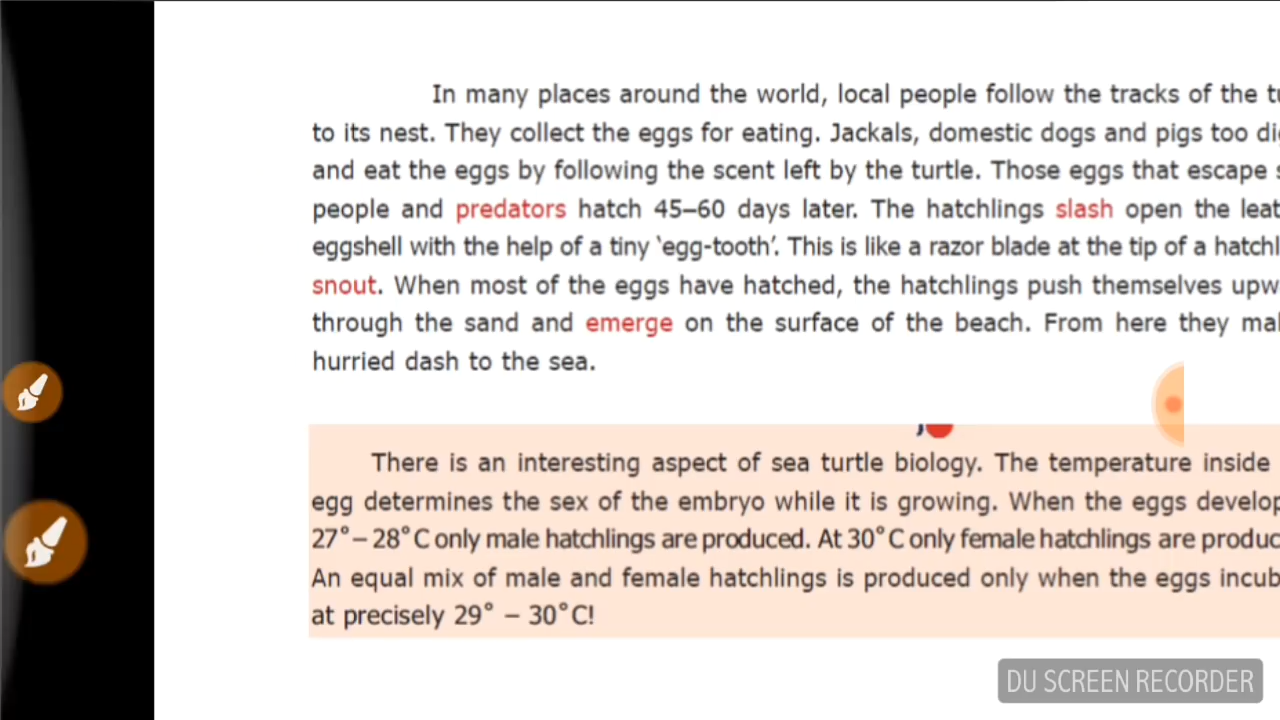 In many places around the world, local people follow the tracks of the
to its nest. They collect the eggs for eating. Jackals, domestic dogs and pigs too
and eat the eggs by following the scent left by the turtle. Those eggs that escape
people and predators hatch 45–60 days later. The hatchlings slash open the
eggshell with the help of a tiny ‘egg-tooth’. This is like a razor blade at the tip of a
snout. When most of the eggs have hatched, the hatchlings push themselves
through the sand and emerge on the surface of the beach. From here they
hurried dash to the sea.
There is an interesting aspect of sea turtle biology. The temperature inside
egg determines the sex of the embryo while it is growing. When the eggs
27°– 28°C only male hatchlings are produced. At 30°C only female hatchlings are
An equal mix of male and female hatchlings is produced only when the eggs
at precisely 29° – 30°C!
DU SCREEN RECORDER